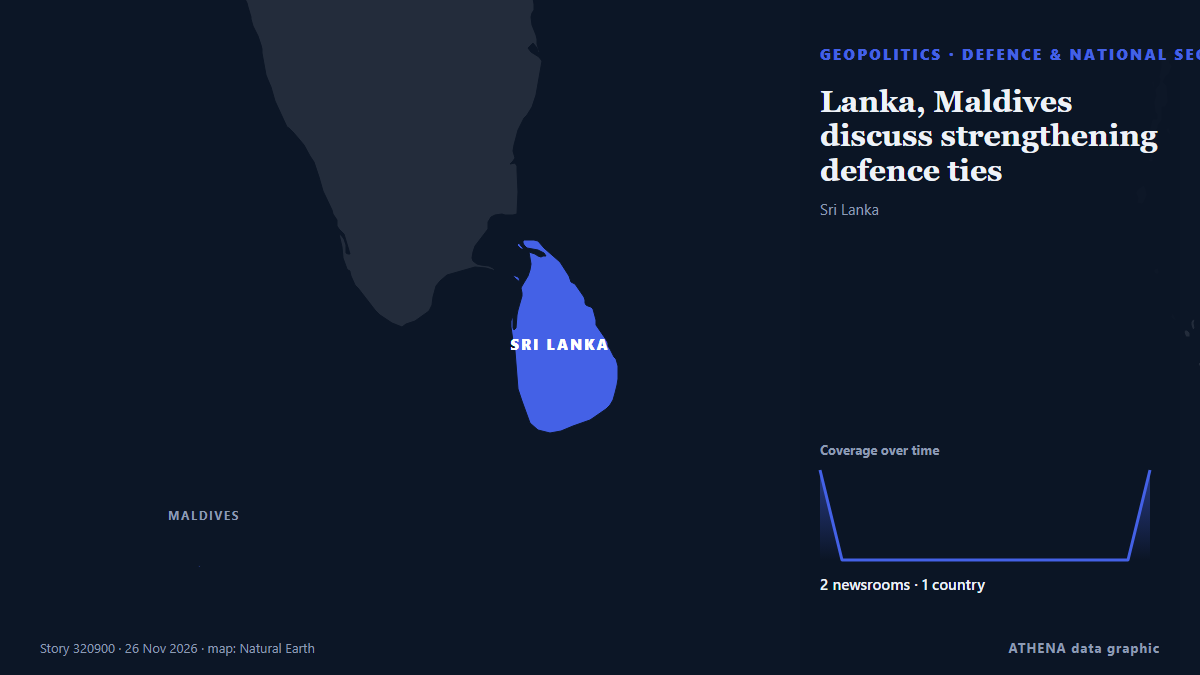 GEOPOLITICS · DEFENCE & NATIONAL
Lanka, Maldives
discuss strengthening
defence ties
Sri Lanka
SRI LANKA
Coverage over time
MALDIVES
2 newsrooms · 1 country
Story 320900 · 26 Nov 2026 · map: Natural Earth
ATHENA data graphic